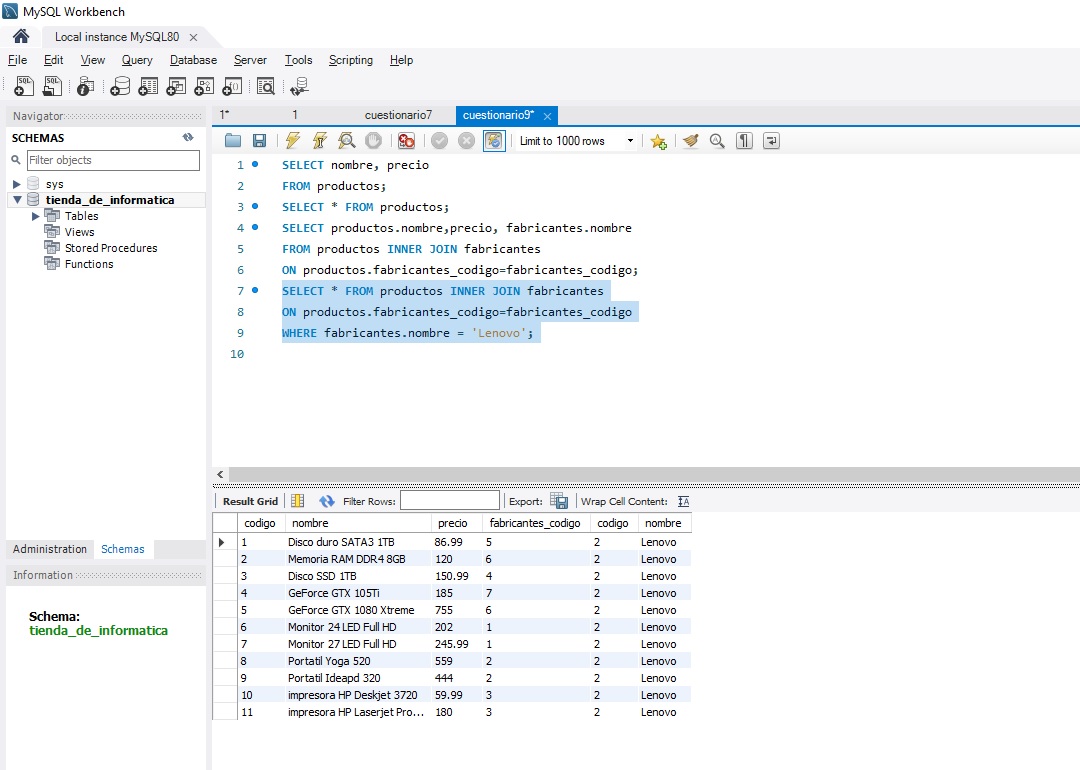 MySQL Workbench
Local instance MySQL80
File Edit View Query Database Server Tools Scripting Help
Navigator
SCHEMAS
Filter objects
sys
tienda_de_informatica
Tables
Views
Stored Procedures
Functions
Administration Schemas
Information
Schema:
tienda_de_informatica
1* 1 cuestionario7 cuestionario9*
Limit to 1000 rows
1 SELECT nombre, precio
2 FROM productos;
3 SELECT * FROM productos;
4 SELECT productos.nombre,precio, fabricantes.nombre
5 FROM productos INNER JOIN fabricantes
6 ON productos.fabricantes_codigo=fabricantes_codigo;
7 SELECT * FROM productos INNER JOIN fabricantes
8 ON productos.fabricantes_codigo=fabricantes_codigo
9 WHERE fabricantes.nombre = 'Lenovo';
10
Result Grid Filter Rows: Export: Wrap Cell Content:
codigo nombre precio fabricantes_codigo codigo nombre
1 Disco duro SATA3 1TB 86.99 5 2 Lenovo
2 Memoria RAM DDR4 8GB 120 6 2 Lenovo
3 Disco SSD 1TB 150.99 4 2 Lenovo
4 GeForce GTX 105Ti 185 7 2 Lenovo
5 GeForce GTX 1080 Xtreme 755 6 2 Lenovo
6 Monitor 24 LED Full HD 202 1 2 Lenovo
7 Monitor 27 LED Full HD 245.99 1 2 Lenovo
8 Portatil Yoga 520 559 2 2 Lenovo
9 Portatil Ideapd 320 444 2 2 Lenovo
10 impresora HP Deskjet 3720 59.99 3 2 Lenovo
11 impresora HP Laserjet Pro... 180 3 2 Lenovo